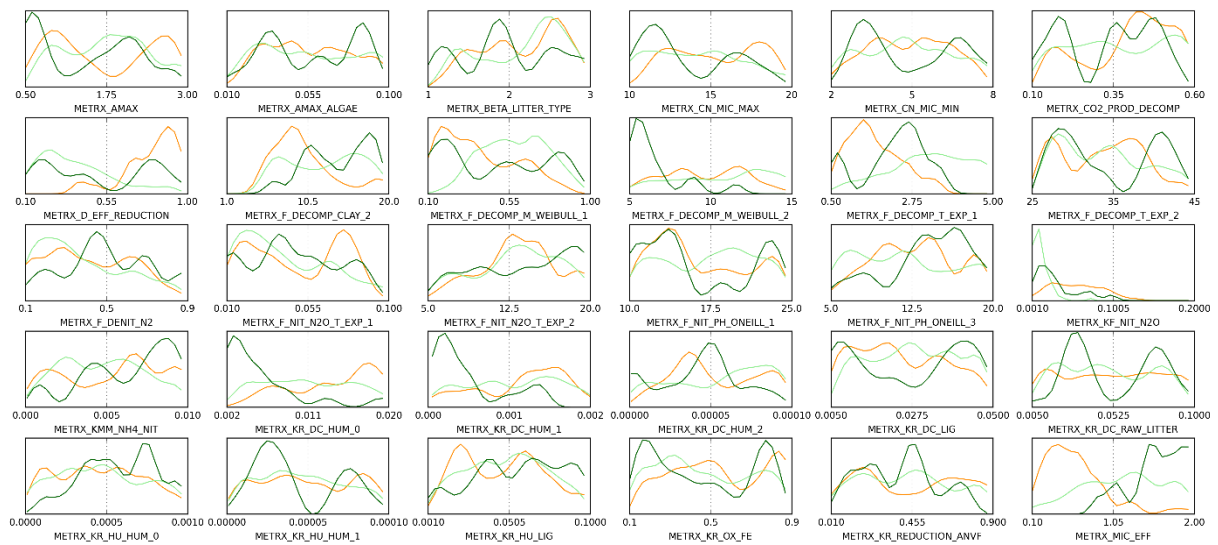 0.50 1.75 3.00 0.010 0.055 0.100 1 2 3 10 15 20 2 5 8 0.10 0.35 0.60
METRX_AMAX METRX_AMAX_ALGAE METRX_BETA_LITTER_TYPE METRX_CN_MIC_MAX METRX_CN_MIC_MIN METRX_CO2_PROD_DECOMP
0.10 0.55 1.00 1.0 10.5 20.0 0.10 0.55 1.00 5 10 15 0.50 2.75 5.00 25 35 45
METRX_D_EFF_REDUCTION METRX_F_DECOMP_CLAY_2 METRX_F_DECOMP_M_WEIBULL_1 METRX_F_DECOMP_M_WEIBULL_2 METRX_F_DECOMP_T_EXP_1 METRX_F_DECOMP_T_EXP_2
0.1 0.5 0.9 0.010 0.055 0.100 5.0 12.5 20.0 10.0 17.5 25.0 5.0 12.5 20.0 0.0010 0.1005 0.2000
METRX_F_DENIT_N2 METRX_F_NIT_N2O_T_EXP_1 METRX_F_NIT_N2O_T_EXP_2 METRX_F_NIT_PH_ONEILL_1 METRX_F_NIT_PH_ONEILL_3 METRX_KF_NIT_N2O
0.000 0.005 0.010 0.002 0.011 0.020 0.000 0.001 0.002 0.00000 0.00005 0.00010 0.0050 0.0275 0.0500 0.0050 0.0525 0.1000
METRX_KMM_NH4_NIT METRX_KR_DC_HUM_0 METRX_KR_DC_HUM_1 METRX_KR_DC_HUM_2 METRX_KR_DC_LIG METRX_KR_DC_RAW_LITTER
0.0000 0.0005 0.0010 0.00000 0.00005 0.00010 0.0010 0.0505 0.1000 0.1 0.5 0.9 0.010 0.455 0.900 0.10 1.05 2.00
METRX_KR_HU_HUM_0 METRX_KR_HU_HUM_1 METRX_KR_HU_LIG METRX_KR_OX_FE METRX_KR_REDUCTION_ANVF METRX_MIC_EFF